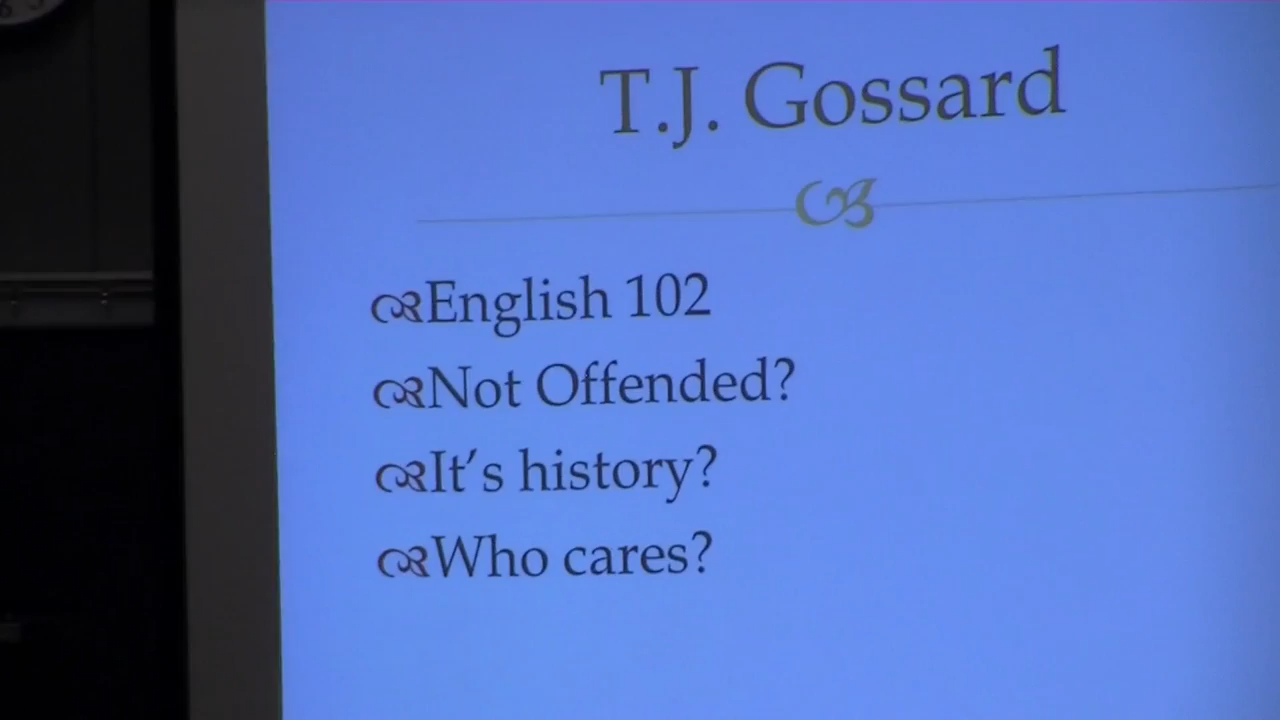 T.J. Gossard
English 102
Not Offended?
It's history?
Who cares?